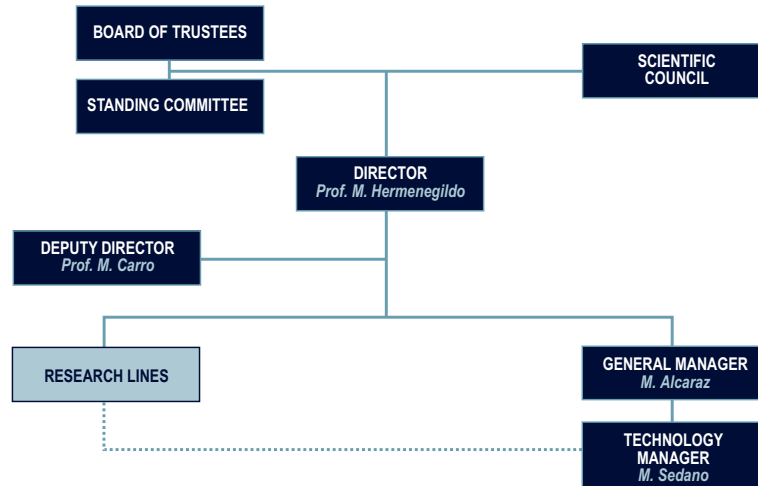 BOARD OF TRUSTEES
STANDING COMMITTEE
SCIENTIFIC
COUNCIL
DIRECTOR
Prof. M. Hermenegildo
DEPUTY DIRECTOR
Prof. M. Carro
RESEARCH LINES
GENERAL MANAGER
M. Alcaraz
TECHNOLOGY
MANAGER
M. Sedano